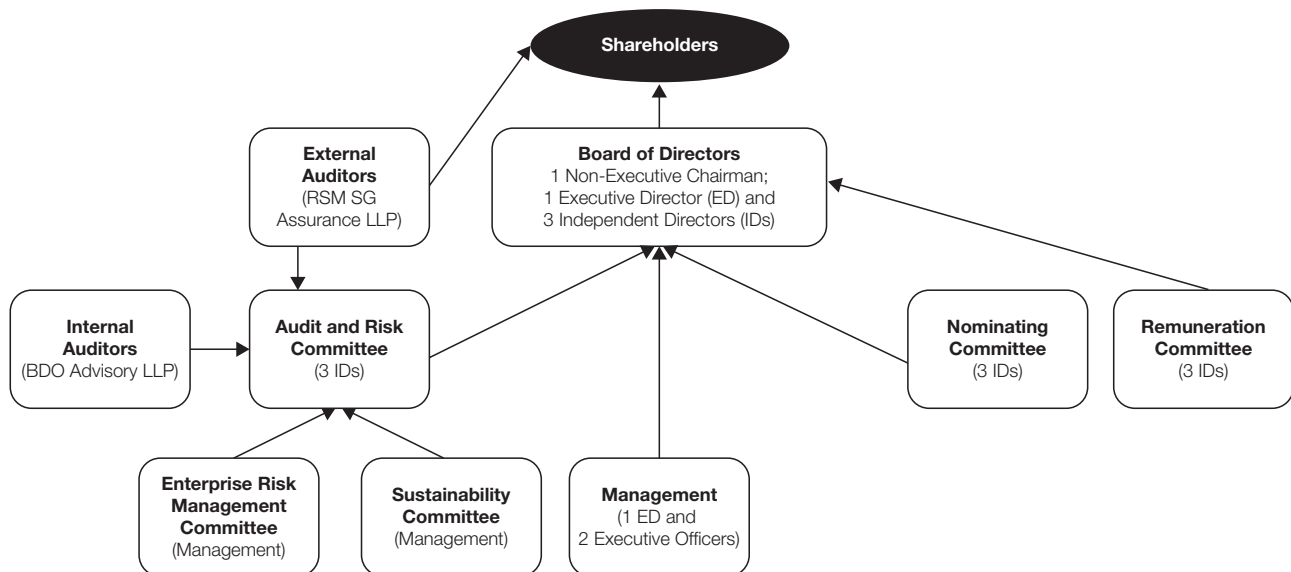 Shareholders
External
Auditors
(RSM SG
Assurance LLP)
Board of Directors
1 Non-Executive Chairman;
1 Executive Director (ED) and
3 Independent Directors (IDs)
Internal
Auditors
(BDO Advisory LLP)
Audit and Risk
Committee
(3 IDs)
Nominating
Committee
(3 IDs)
Remuneration
Committee
(3 IDs)
Enterprise Risk
Management
Committee
(Management)
Sustainability
Committee
(Management)
Management
(1 ED and
2 Executive Officers)